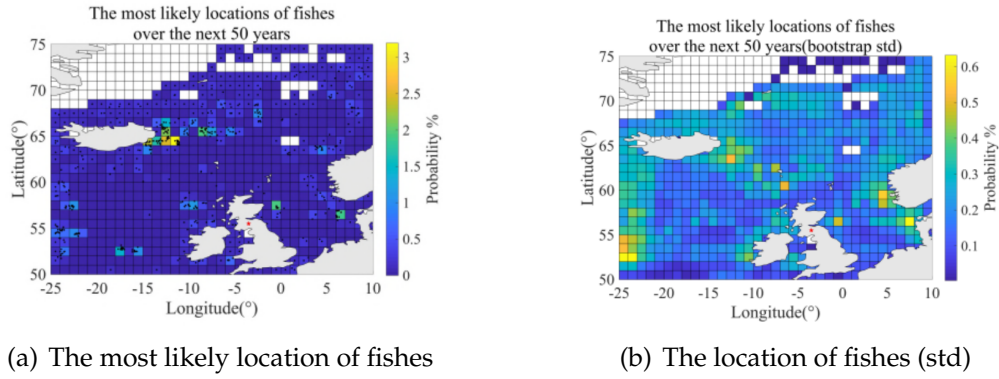 The most likely locations of fishes
over the next 50 years
75
70
65
60
55
50
Latitude(°)
-25 -20 -15 -10 -5 0 5 10
Longitude(°)
3
2.5
2
1.5
1
0.5
0
Probability %
(a) The most likely location of fishes
The most likely locations of fishes
over the next 50 years(bootstrap std)
75
70
65
60
55
50
Latitude(°)
-25 -20 -15 -10 -5 0 5 10
Longitude(°)
0.6
0.5
0.4
0.3
0.2
0.1
Probability %
(b) The location of fishes (std)